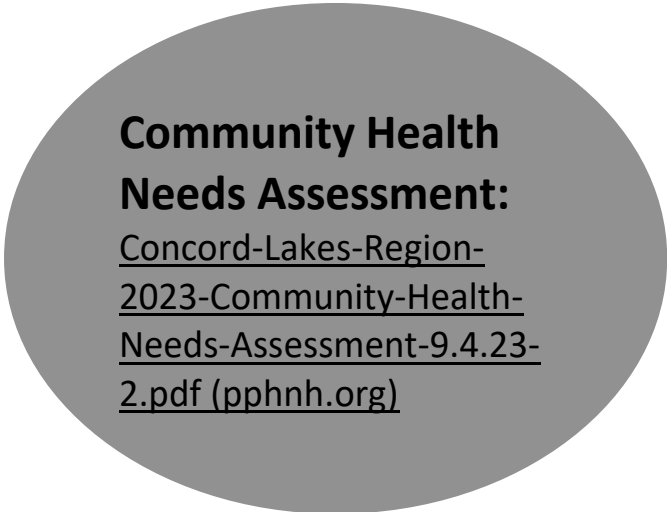 Community Health
Needs Assessment:
Concord-Lakes-Region-
2023-Community-Health-
Needs-Assessment-9.4.23-
2.pdf (pphnh.org)